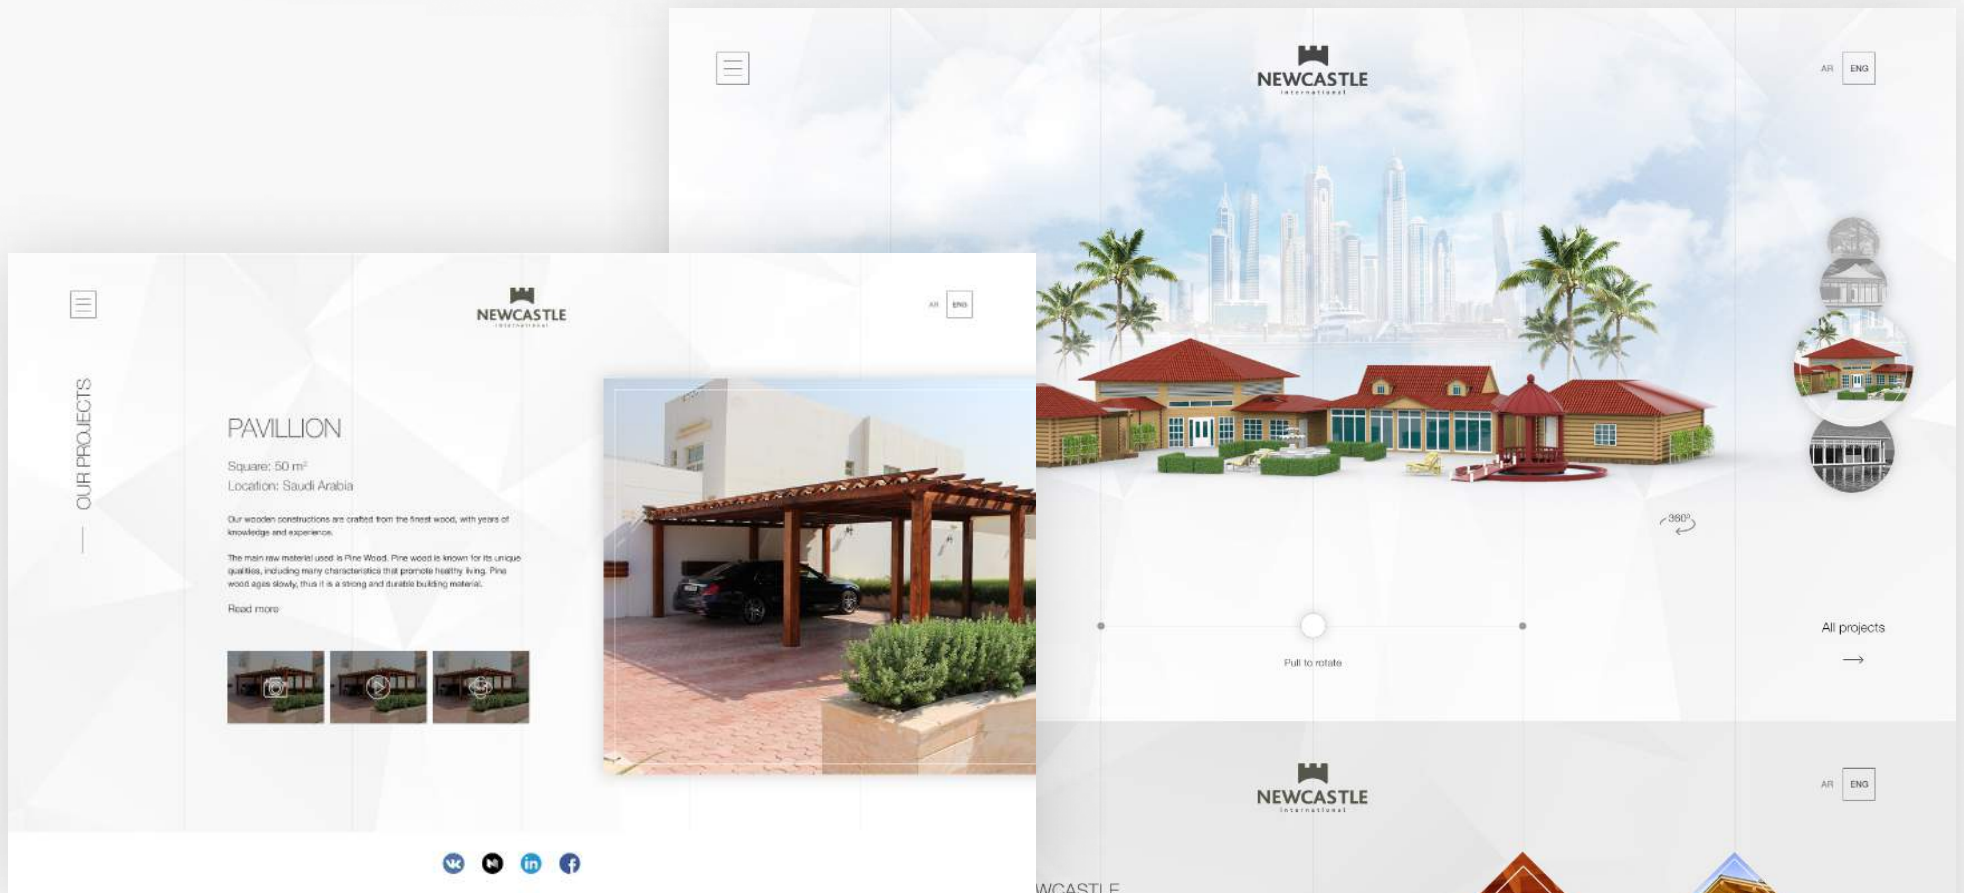 NEWCASTLE
international
AR
ENG
360°
Pull to rotate
All projects
NEWCASTLE
international
AR
ENG
WCASTLE
NEWCASTLE
international
AR
ENG
OUR PROJECTS
PAVILLION
Square: 50 m²
Location: Saudi Arabia
Our wooden constructions are crafted from the finest wood, with years of
knowledge and experience.
The main raw material used is Pine Wood. Pine wood is known for its unique
qualities, including many characteristics that promote healthy living. Pine
wood ages slowly, thus it is a strong and durable building material.
Read more